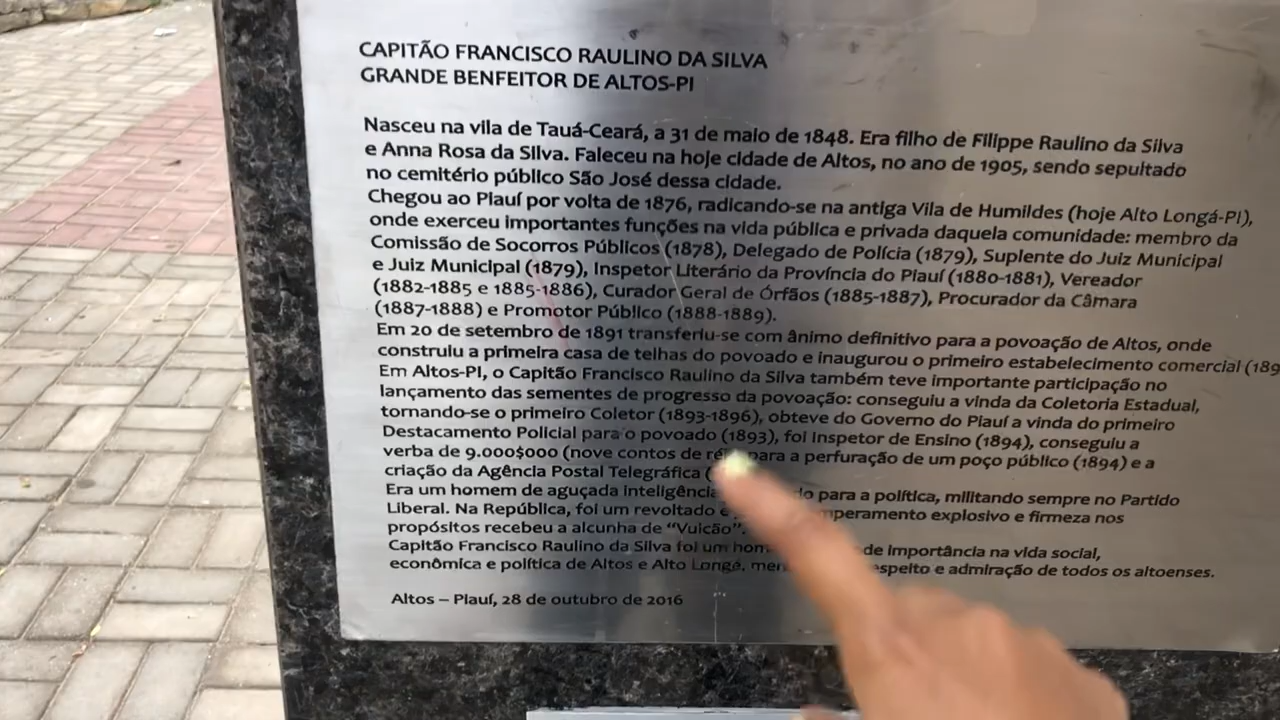 CAPITÃO FRANCISCO RAULINO DA SILVA
GRANDE BENFEITOR DE ALTOS-PI
Nasceu na vila de Tauá-Ceará, a 31 de maio de 1848. Era filho de Filippe Raulino da Silva
e Anna Rosa da Silva. Faleceu na hoje cidade de Altos, no ano de 1905, sendo sepultado
no cemitério público São José dessa cidade.
Chegou ao Piauí por volta de 1876, radicando-se na antiga Vila de Humildes (hoje Alto Longá-PI),
onde exerceu importantes funções na vida pública e privada daquela comunidade: membro da
Comissão de Socorros Públicos (1878), Delegado de Polícia (1879), Suplente do Juiz Municipal
e Juiz Municipal (1879), Inspetor Literário da Província do Piauí (1880-1881), Vereador
(1882-1885 e 1885-1886), Curador Geral de Órfãos (1885-1887), Procurador da Câmara
(1887-1888) e Promotor Público (1888-1889).
Em 20 de setembro de 1891 transferiu-se com ânimo definitivo para a povoação de Altos, onde
construiu a primeira casa de telhas do povoado e inaugurou o primeiro estabelecimento comercial (189
Em Altos-PI, o Capitão Francisco Raulino da Silva também teve importante participação no
lançamento das sementes de progresso da povoação: conseguiu a vinda da Coletoria Estadual,
tornando-se o primeiro Coletor (1893-1896), obteve do Governo do Piauí a vinda do primeiro
Destacamento Policial para o povoado (1893), foi Inspetor de Ensino (1894), conseguiu a
verba de 9.000$000 (nove contos de para a perfuração de um poço público (1894) e a
criação da Agência Postal Telegráfica (
Era um homem de aguçada inteligência para a política, militando sempre no Partido
Liberal. Na República, foi um revoltado e firmeza nos
propósitos recebeu a alcunha de "Vulcão".
Capitão Francisco Raulino da Silva foi um de importância na vida social,
econômica e política de Altos e Alto Longá, e admiração de todos os altoenses.
Altos – Piauí, 28 de outubro de 2016